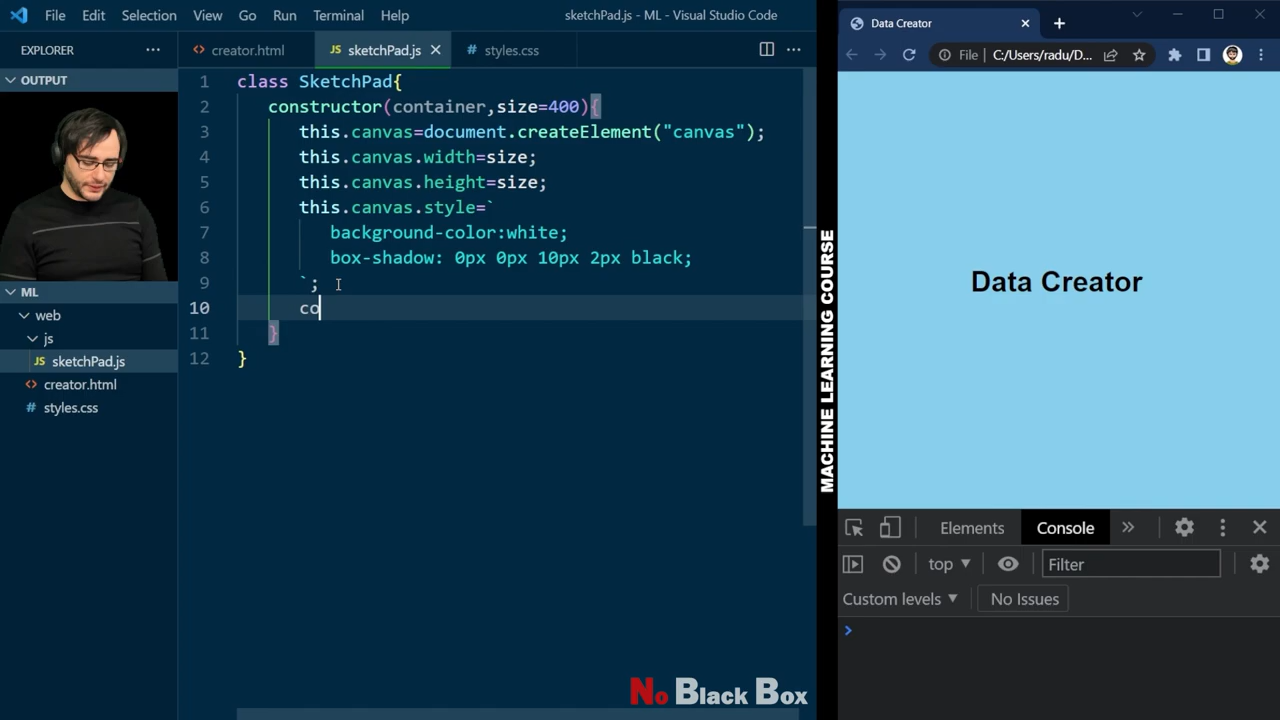 File Edit Selection View Go Run Terminal Help
sketchPad.js - ML - Visual Studio Code
EXPLORER
OUTPUT
ML
web
js
JS sketchPad.js
creator.html
# styles.css
creator.html
JS sketchPad.js
# styles.css
1 class SketchPad{
2 constructor(container,size=400){
3 this.canvas=document.createElement("canvas");
4 this.canvas.width=size;
5 this.canvas.height=size;
6 this.canvas.style=`
7 background-color:white;
8 box-shadow: 0px 0px 10px 2px black;
9 `;
10 co
11 }
12 }
No Black Box
MACHINE LEARNING COURSE
Data Creator
File C:/Users/radu/D...
Data Creator
Elements Console
top Filter
Custom levels No Issues